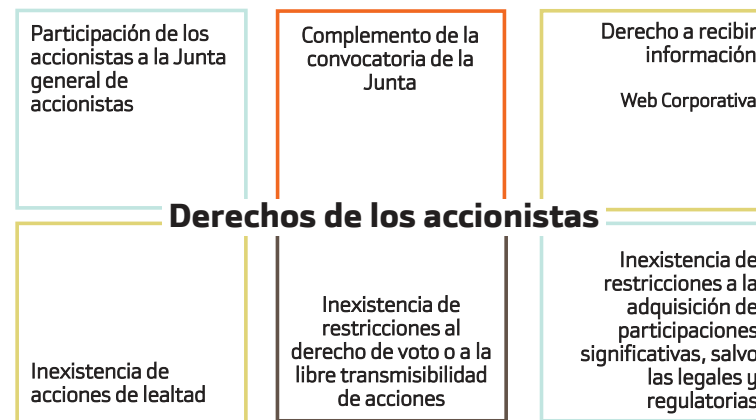 Participación de los
accionistas a la Junta
general de
accionistas
Complemento de la
convocatoria de la
Junta
Derecho a recibir
información
Web Corporativa
Derechos de los accionistas
Inexistencia de
acciones de lealtad
Inexistencia de
restricciones al
derecho de voto o a la
libre transmisibilidad
de acciones
Inexistencia de
restricciones a la
adquisición de
participaciones
significativas, salvo
las legales y
regulatorias